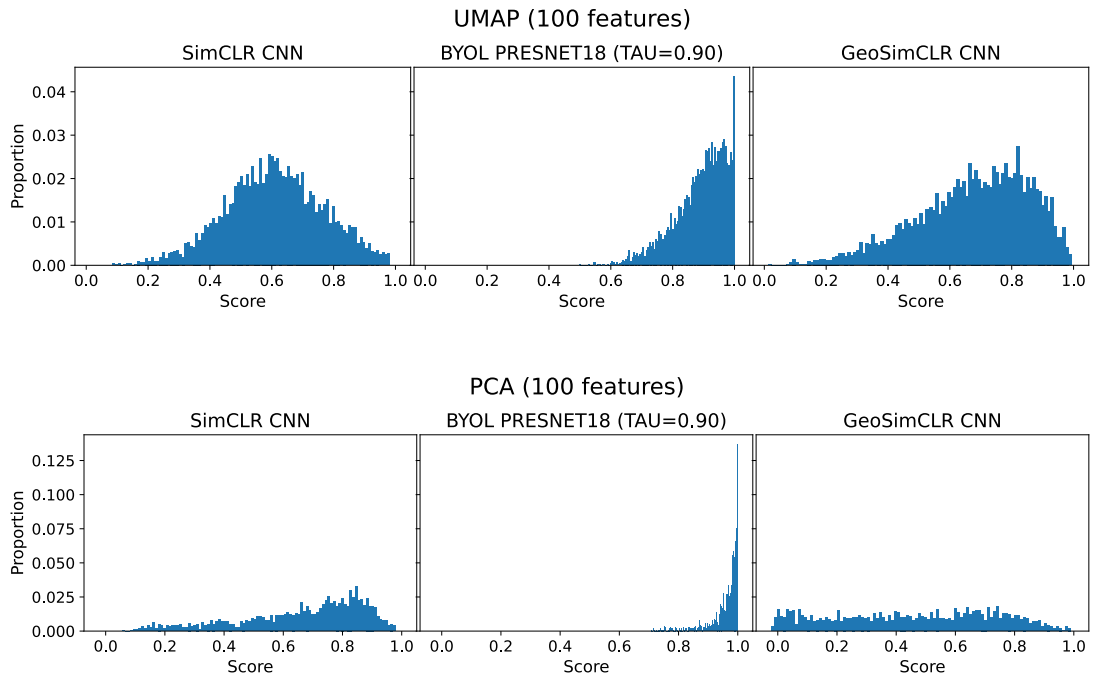 UMAP (100 features)
SimCLR CNN
BYOL PRESNET18 (TAU=0.90)
GeoSimCLR CNN
Proportion
0.04
0.03
0.02
0.01
0.00
0.0 0.2 0.4 0.6 0.8 1.0
0.0 0.2 0.4 0.6 0.8 1.0
0.0 0.2 0.4 0.6 0.8 1.0
Score
Score
Score
PCA (100 features)
SimCLR CNN
BYOL PRESNET18 (TAU=0.90)
GeoSimCLR CNN
Proportion
0.125
0.100
0.075
0.050
0.025
0.000
0.0 0.2 0.4 0.6 0.8 1.0
0.0 0.2 0.4 0.6 0.8 1.0
0.0 0.2 0.4 0.6 0.8 1.0
Score
Score
Score